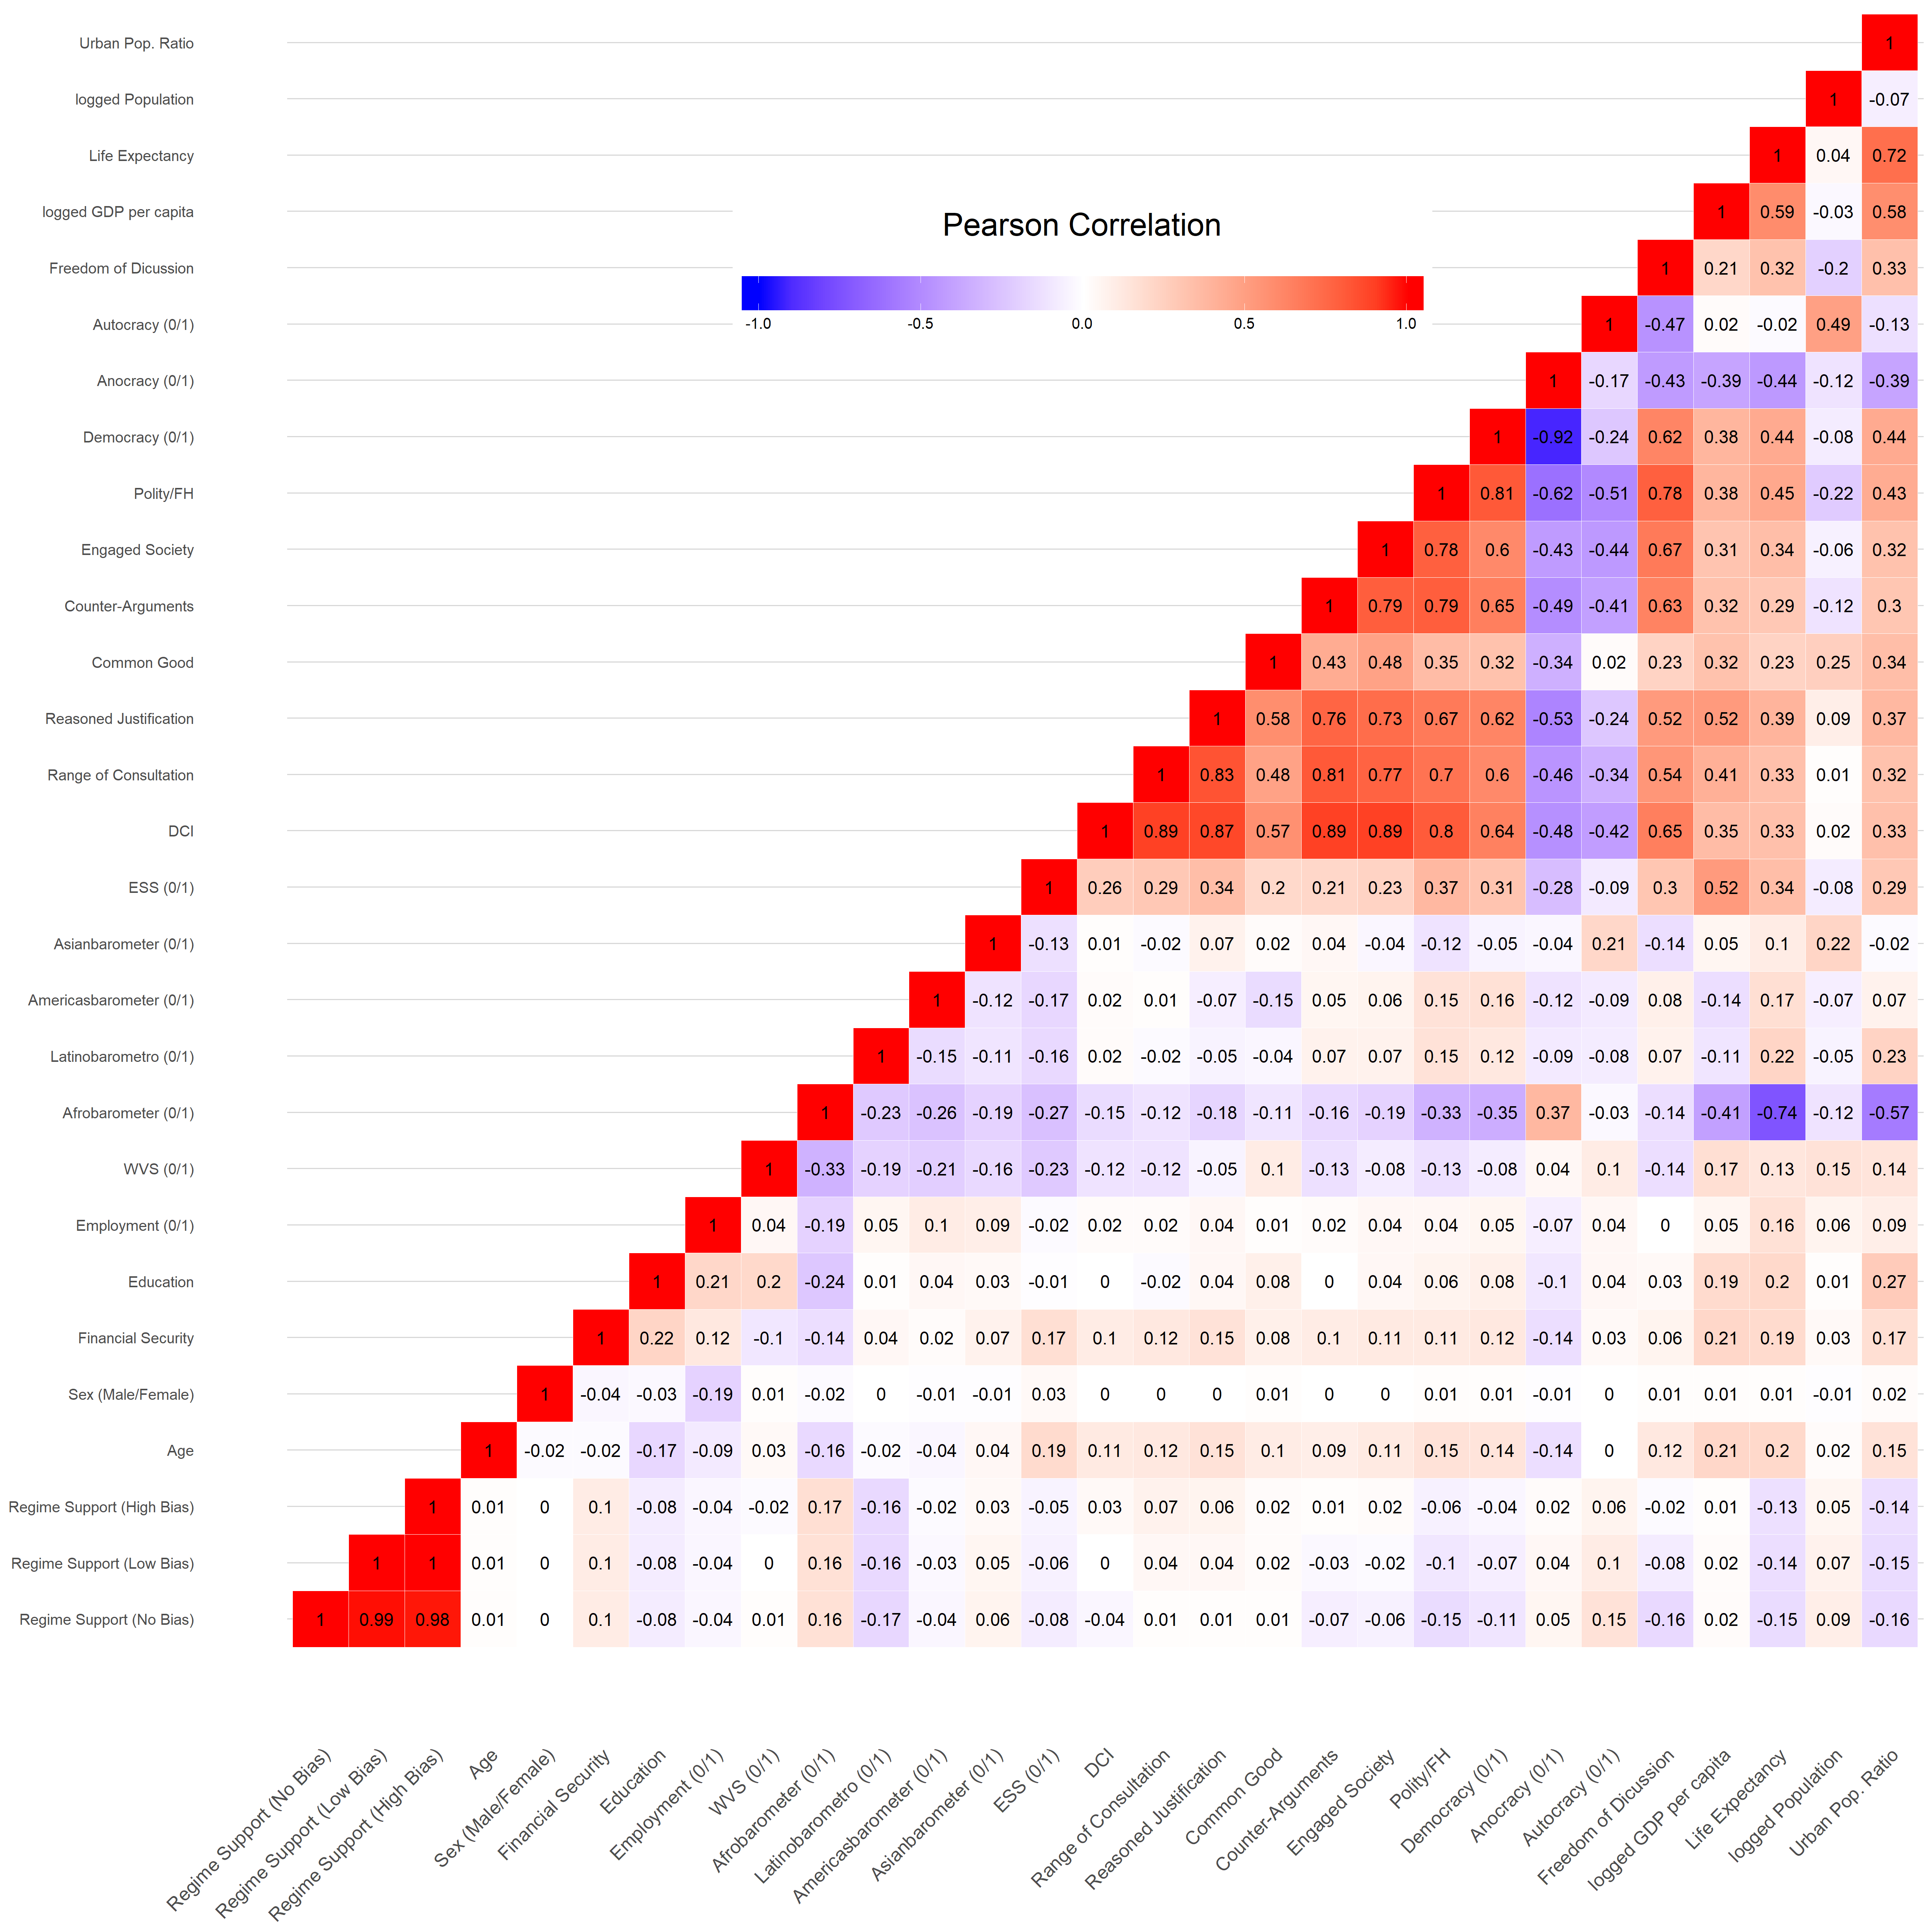 Urban Pop. Ratio 1
logged Population 1 -0.07
Life Expectancy 1 0.04 0.72
logged GDP per capita 1 0.59 -0.03 0.58
Pearson Correlation
Freedom of Dicussion 1 0.21 0.32 -0.2 0.33
-1.0 -0.5 0.0 0.5 1.0
Autocracy (0/1) 1 -0.47 0.02 -0.02 0.49 -0.13
Anocracy (0/1) 1 -0.17 -0.43 -0.39 -0.44 -0.12 -0.39
Democracy (0/1) 1 -0.92 -0.24 0.62 0.38 0.44 -0.08 0.44
Polity/FH 1 0.81 -0.62 -0.51 0.78 0.38 0.45 -0.22 0.43
Engaged Society 1 0.78 0.6 -0.43 -0.44 0.67 0.31 0.34 -0.06 0.32
Counter-Arguments 1 0.79 0.79 0.65 -0.49 -0.41 0.63 0.32 0.29 -0.12 0.3
Common Good 1 0.43 0.48 0.35 0.32 -0.34 0.02 0.23 0.32 0.23 0.25 0.34
Reasoned Justification 1 0.58 0.76 0.73 0.67 0.62 -0.53 -0.24 0.52 0.52 0.39 0.09 0.37
Range of Consultation 1 0.83 0.48 0.81 0.77 0.7 0.6 -0.46 -0.34 0.54 0.41 0.33 0.01 0.32
DCI 1 0.89 0.87 0.57 0.89 0.89 0.8 0.64 -0.48 -0.42 0.65 0.35 0.33 0.02 0.33
ESS (0/1) 1 0.26 0.29 0.34 0.2 0.21 0.23 0.37 0.31 -0.28 -0.09 0.3 0.52 0.34 -0.08 0.29
Asianbarometer (0/1) 1 -0.13 0.01 -0.02 0.07 0.02 0.04 -0.04 -0.12 -0.05 -0.04 0.21 -0.14 0.05 0.1 0.22 -0.02
Americasbarometer (0/1) 1 -0.12 -0.17 0.02 0.01 -0.07 -0.15 0.05 0.06 0.15 0.16 -0.12 -0.09 0.08 -0.14 0.17 -0.07 0.07
Latinobarometro (0/1) 1 -0.15 -0.11 -0.16 0.02 -0.02 -0.05 -0.04 0.07 0.07 0.15 0.12 -0.09 -0.08 0.07 -0.11 0.22 -0.05 0.23
Afrobarometer (0/1) 1 -0.23 -0.26 -0.19 -0.27 -0.15 -0.12 -0.18 -0.11 -0.16 -0.19 -0.33 -0.35 0.37 -0.03 -0.14 -0.41 -0.74 -0.12 -0.57
WVS (0/1) 1 -0.33 -0.19 -0.21 -0.16 -0.23 -0.12 -0.12 -0.05 0.1 -0.13 -0.08 -0.13 -0.08 0.04 0.1 -0.14 0.17 0.13 0.15 0.14
Employment (0/1) 1 0.04 -0.19 0.05 0.1 0.09 -0.02 0.02 0.02 0.04 0.01 0.02 0.04 0.04 0.05 -0.07 0.04 0 0.05 0.16 0.06 0.09
Education 1 0.21 0.2 -0.24 0.01 0.04 0.03 -0.01 0 -0.02 0.04 0.08 0 0.04 0.06 0.08 -0.1 0.04 0.03 0.19 0.2 0.01 0.27
Financial Security 1 0.22 0.12 -0.1 -0.14 0.04 0.02 0.07 0.17 0.1 0.12 0.15 0.08 0.1 0.11 0.11 0.12 -0.14 0.03 0.06 0.21 0.19 0.03 0.17
Sex (Male/Female) 1 -0.04 -0.03 -0.19 0.01 -0.02 0 -0.01 -0.01 0.03 0 0 0 0.01 0 0 0.01 0.01 -0.01 0 0.01 0.01 0.01 -0.01 0.02
Age 1 -0.02 -0.02 -0.17 -0.09 0.03 -0.16 -0.02 -0.04 0.04 0.19 0.11 0.12 0.15 0.1 0.09 0.11 0.15 0.14 -0.14 0 0.12 0.21 0.2 0.02 0.15
Regime Support (High Bias) 1 0.01 0 0.1 -0.08 -0.04 -0.02 0.17 -0.16 -0.02 0.03 -0.05 0.03 0.07 0.06 0.02 0.01 0.02 -0.06 -0.04 0.02 0.06 -0.02 0.01 -0.13 0.05 -0.14
Regime Support (Low Bias) 1 1 0.01 0 0.1 -0.08 -0.04 0 0.16 -0.16 -0.03 0.05 -0.06 0 0.04 0.04 0.02 -0.03 -0.02 -0.1 -0.07 0.04 0.1 -0.08 0.02 -0.14 0.07 -0.15
Regime Support (No Bias) 1 0.99 0.98 0.01 0 0.1 -0.08 -0.04 0.01 0.16 -0.17 -0.04 0.06 -0.08 -0.04 0.01 0.01 0.01 -0.07 -0.06 -0.15 -0.11 0.05 0.15 -0.16 0.02 -0.15 0.09 -0.16
Regime Support (No Bias)
Regime Support (Low Bias)
Regime Support (High Bias)
Age
Sex (Male/Female)
Financial Security
Education
Employment (0/1)
WVS (0/1)
Afrobarometer (0/1)
Latinobarometro (0/1)
Americasbarometer (0/1)
Asianbarometer (0/1)
ESS (0/1)
DCI
Range of Consultation
Reasoned Justification
Common Good
Counter-Arguments
Engaged Society
Polity/FH
Democracy (0/1)
Anocracy (0/1)
Autocracy (0/1)
Freedom of Dicussion
logged GDP per capita
Life Expectancy
logged Population
Urban Pop. Ratio